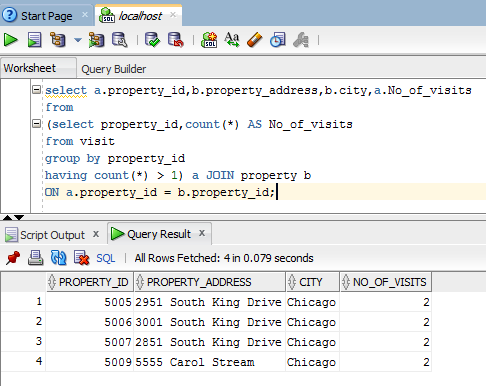 Start Page localhost
Worksheet Query Builder
select a.property_id,b.property_address,b.city,a.No_of_visits
from
(select property_id,count(*) AS No_of_visits
from visit
group by property_id
having count(*) > 1) a JOIN property b
ON a.property_id = b.property_id;
Script Output Query Result
SQL All Rows Fetched: 4 in 0.079 seconds
PROPERTY_ID PROPERTY_ADDRESS CITY NO_OF_VISITS
1 5005 2951 South King Drive Chicago 2
2 5006 3001 South King Drive Chicago 2
3 5007 2851 South King Drive Chicago 2
4 5009 5555 Carol Stream Chicago 2